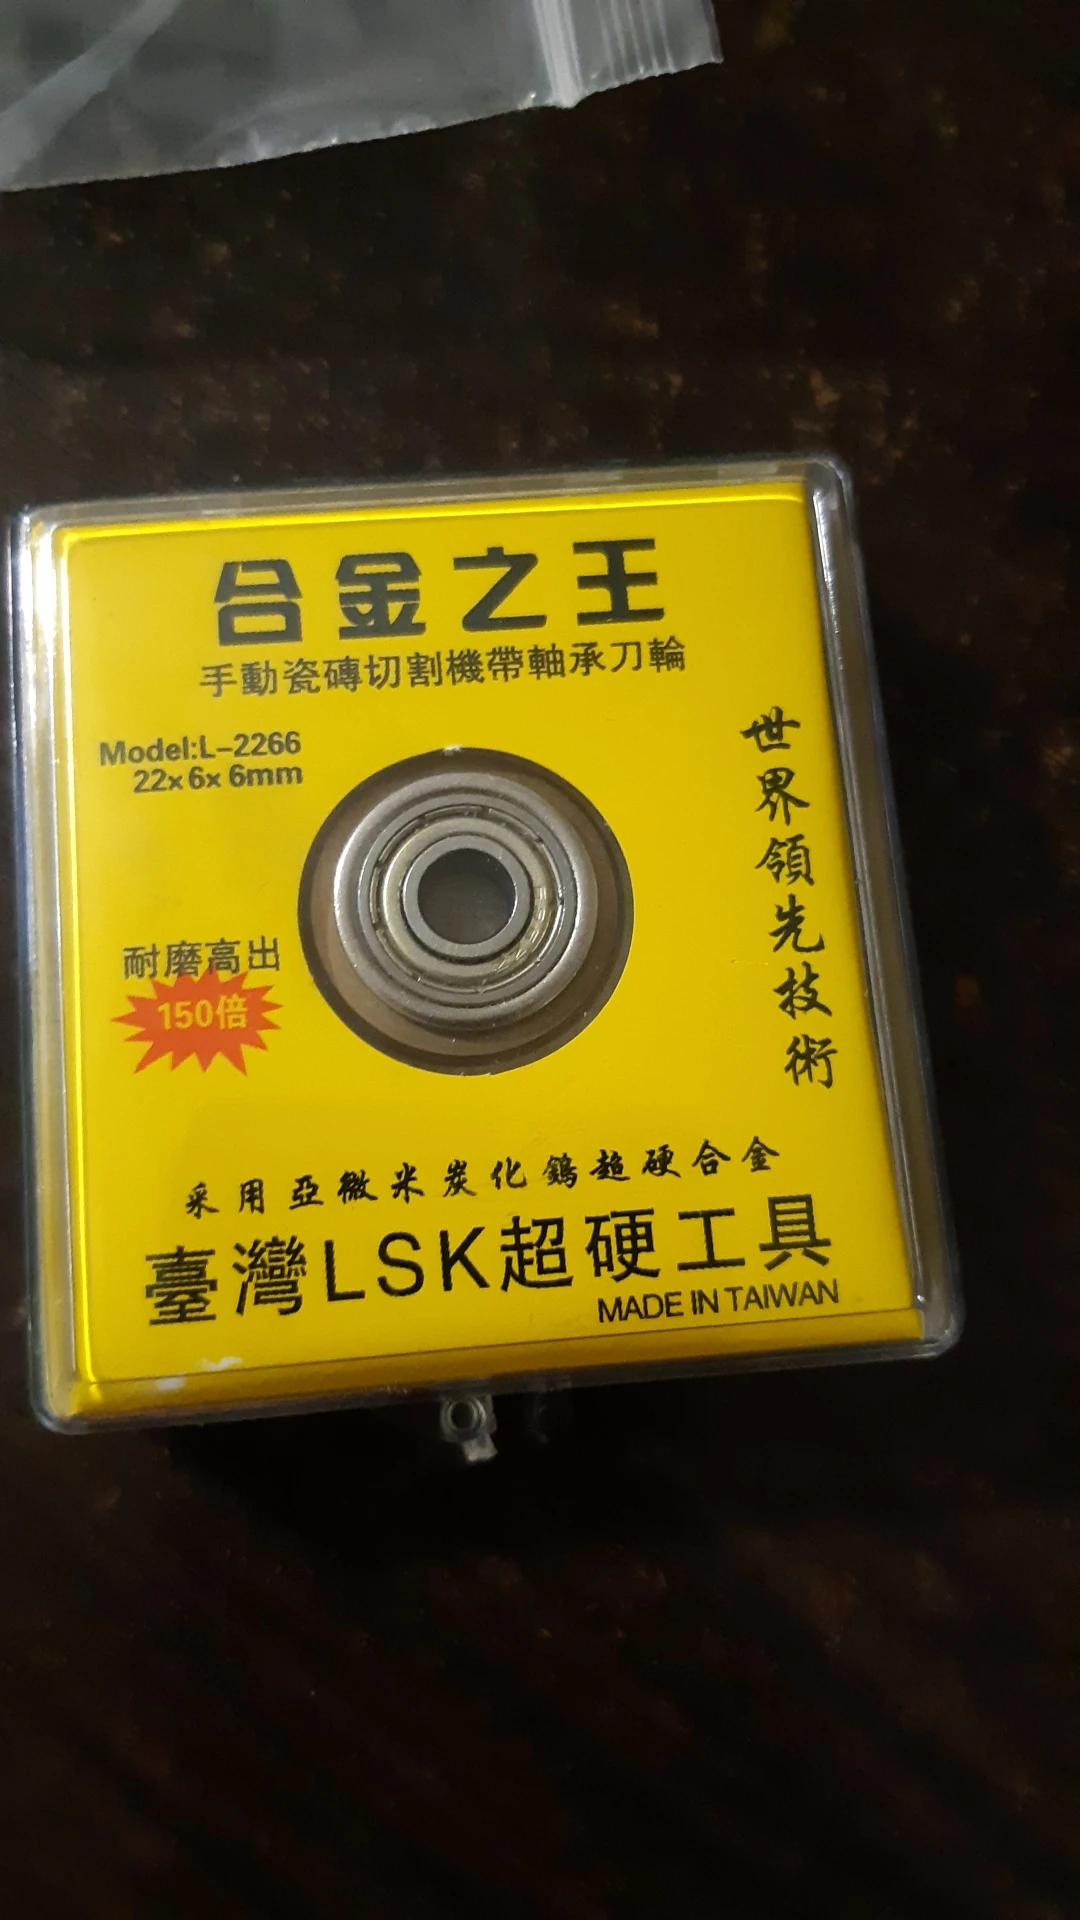 合金之王
手動瓷磚切割機帶軸承刀輪
Model:L-2266
22x6x6mm
世界領先技術
耐磨高出
150倍
采用亞微米炭化鎢超硬合金
臺灣LSK超硬工具
MADE IN TAIWAN